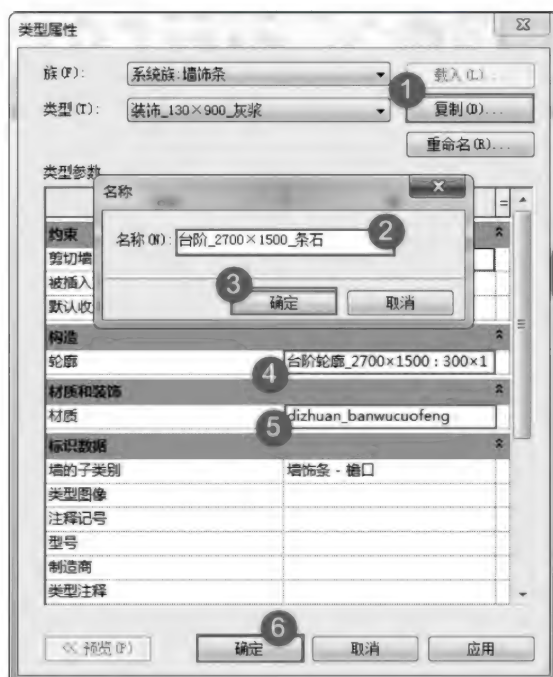 类型属性
族(F): 系统族:墙饰条 载入(L)...
1
类型(T): 装饰_130×900_灰浆 复制(D)...
重命名(R)...
类型参数
名称
=
约束
名称(N): 台阶_2700×1500_条石 2
剪切墙
被插入
3
默认收
确定 取消
构造
轮廓 4 台阶轮廓_2700×1500 : 300×1
材质和装饰
材质 5 dizhuan_banwucuofeng
标识数据
墙的子类别 墙饰条 - 檐口
类型图像
注释记号
型号
制造商
类型注释
6
<< 预览(P) 确定 取消 应用